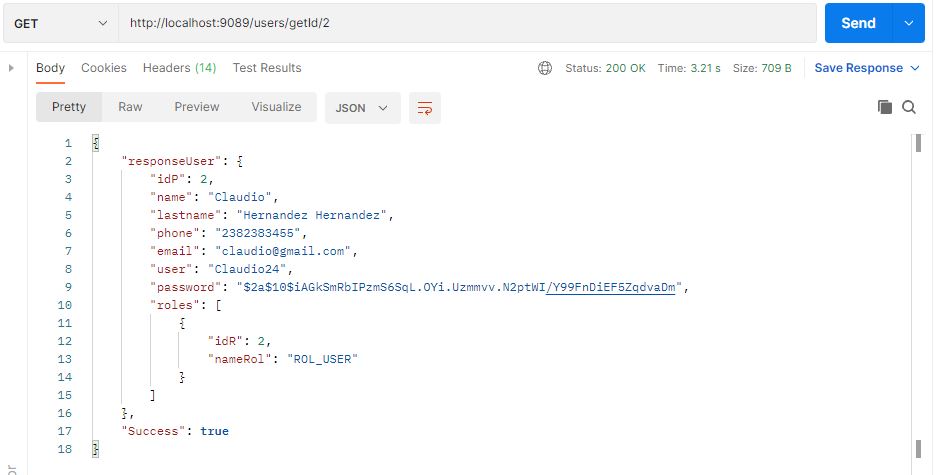 GET http://localhost:9089/users/getId/2 Send
Body Cookies Headers (14) Test Results Status: 200 OK Time: 3.21 s Size: 709 B Save Response
Pretty Raw Preview Visualize JSON
1 {
2 "responseUser": {
3 "idP": 2,
4 "name": "Claudio",
5 "lastname": "Hernandez Hernandez",
6 "phone": "2382383455",
7 "email": "claudio@gmail.com",
8 "user": "Claudio24",
9 "password": "$2a$10$iAGkSmRbIPzmS6SqL.OYi.Uzmmvv.N2ptWI/Y99FnDiEF5ZqdvaDm",
10 "roles": [
11 {
12 "idR": 2,
13 "nameRol": "ROL_USER"
14 }
15 ]
16 },
17 "Success": true
18 }
or